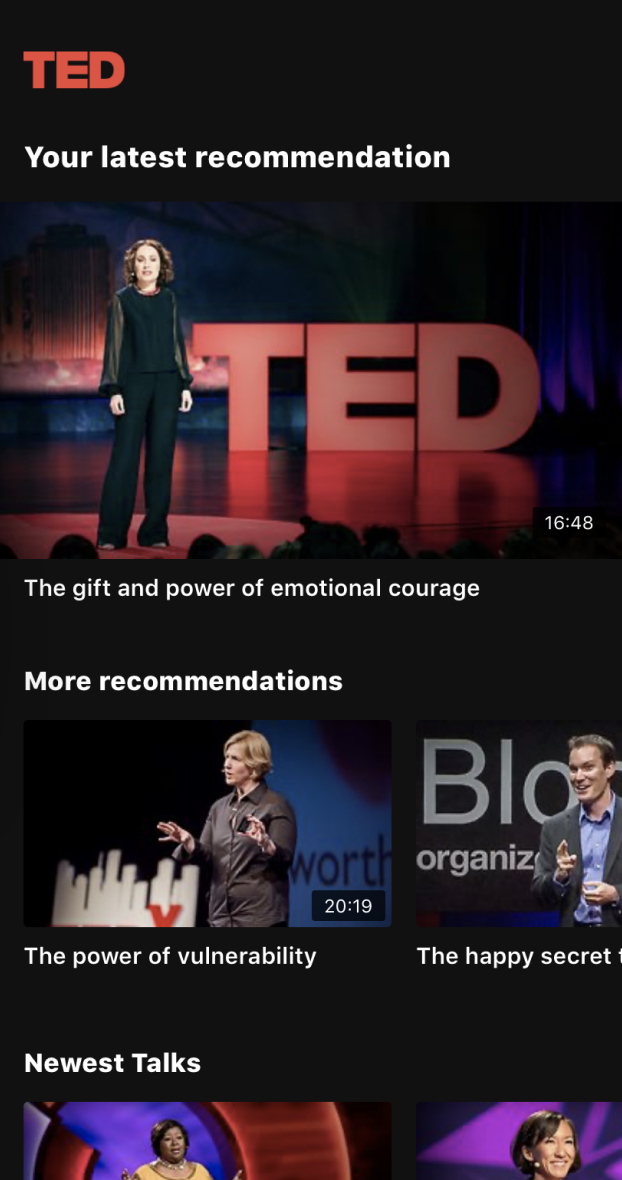 TED
Your latest recommendation
TED
16:48
The gift and power of emotional courage
More recommendations
worth
20:19
Blo
organiz
The power of vulnerability
The happy secret t
Newest Talks